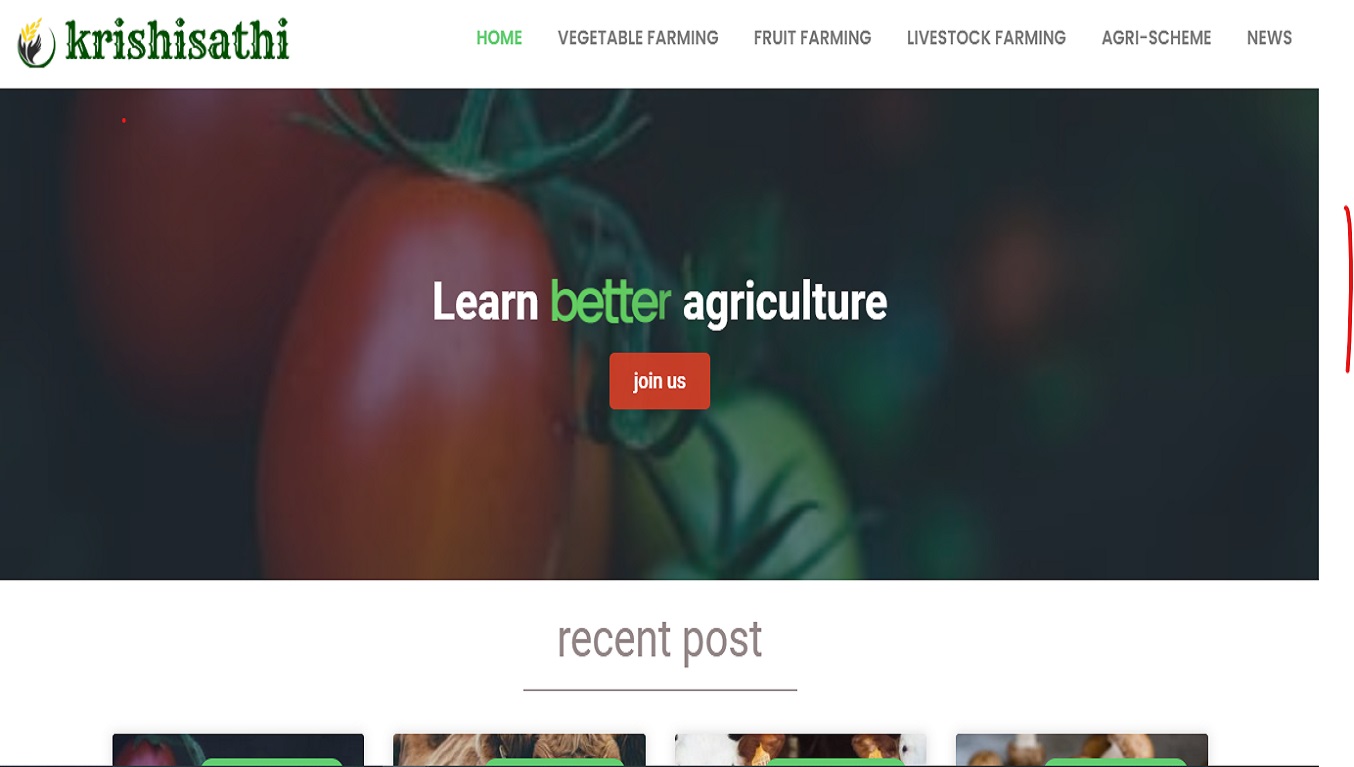 krishisathi
HOME VEGETABLE FARMING FRUIT FARMING LIVESTOCK FARMING AGRI-SCHEME NEWS
Learn better agriculture
join us
recent post